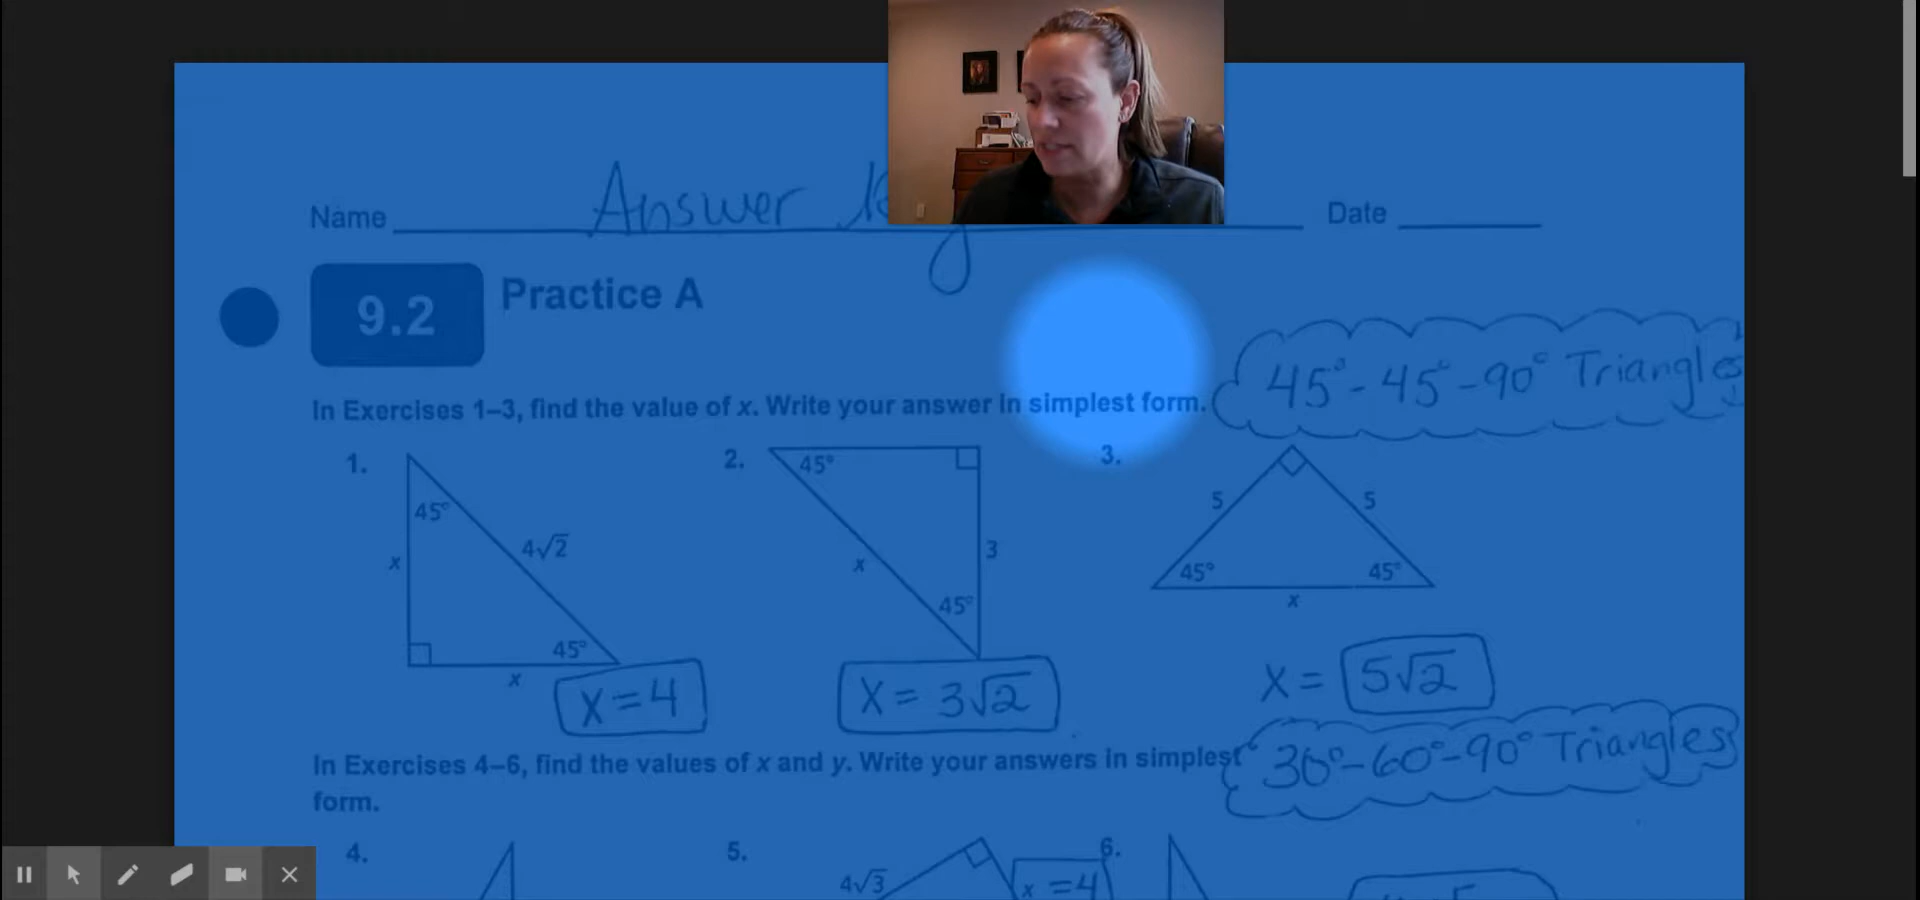 Name Answer
Date
9.2 Practice A
In Exercises 1–3, find the value of x. Write your answer in simplest form.
45°-45°-90° Triangles
1.
45°
x
4√2
45°
x
x=4
2.
45°
3
x
45°
x= 3√2
3.
5
5
45°
45°
x
x= 5√2
In Exercises 4–6, find the values of x and y. Write your answers in simplest
form.
30°-60°-90° Triangles
4.
5.
4√3
x =4
6.